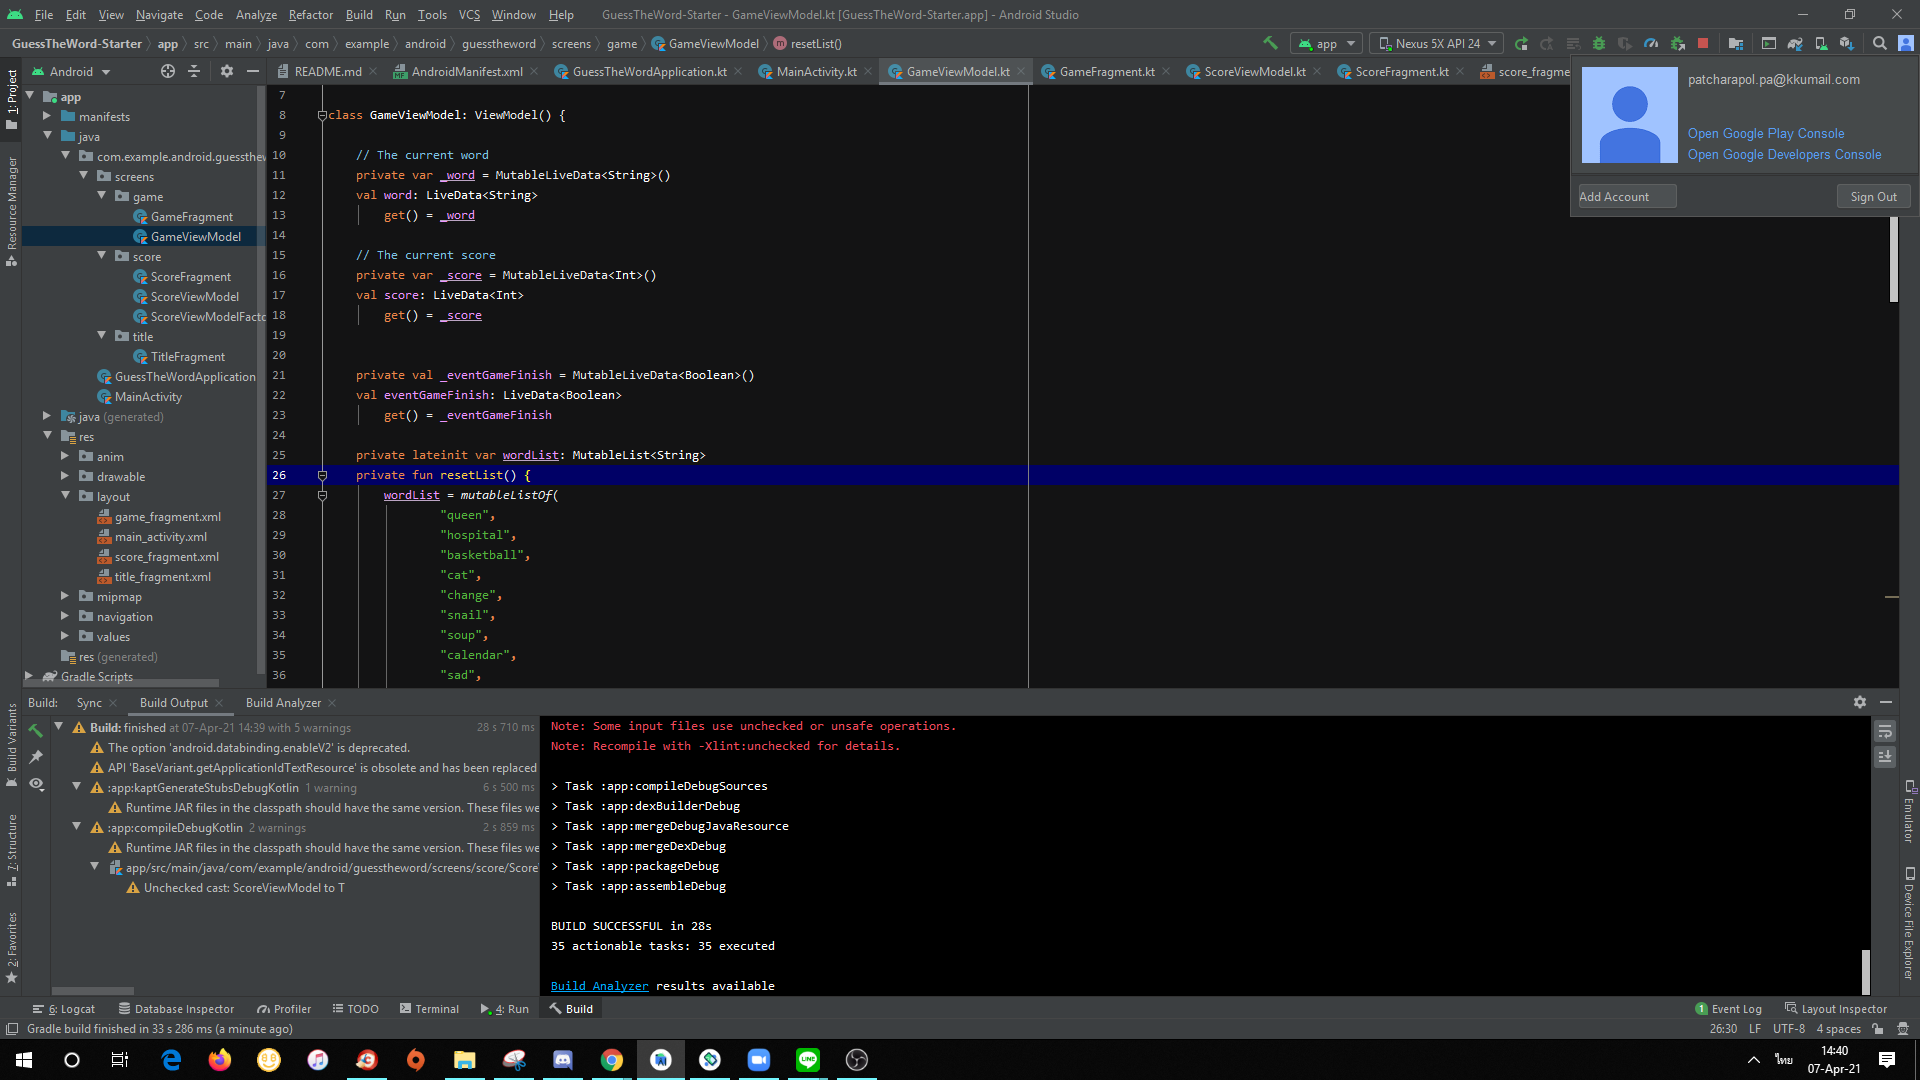 File Edit View Navigate Code Analyze Refactor Build Run Tools VCS Window Help GuessTheWord-Starter - GameViewModel.kt [GuessTheWord-Starter.app] - Android Studio
GuessTheWord-Starter app src main java com example android guesstheword screens game GameViewModel resetList() app Nexus 5X API 24
Android README.md AndroidManifest.xml GuessTheWordApplication.kt MainActivity.kt GameViewModel.kt GameFragment.kt ScoreViewModel.kt ScoreFragment.kt score_fragme
patcharapol.pa@kkumail.com
Open Google Play Console
Open Google Developers Console
Add Account Sign Out
1: Project
Resource Manager
Build Variants
7: Structure
2: Favorites
app
manifests
java
com.example.android.guessthew
screens
game
GameFragment
GameViewModel
score
ScoreFragment
ScoreViewModel
ScoreViewModelFacto
title
TitleFragment
GuessTheWordApplication
MainActivity
java (generated)
res
anim
drawable
layout
game_fragment.xml
main_activity.xml
score_fragment.xml
title_fragment.xml
mipmap
navigation
values
res (generated)
Gradle Scripts
7
8 class GameViewModel: ViewModel() {
9
10 // The current word
11 private var _word = MutableLiveData<String>()
12 val word: LiveData<String>
13 get() = _word
14
15 // The current score
16 private var _score = MutableLiveData<Int>()
17 val score: LiveData<Int>
18 get() = _score
19
20
21 private val _eventGameFinish = MutableLiveData<Boolean>()
22 val eventGameFinish: LiveData<Boolean>
23 get() = _eventGameFinish
24
25 private lateinit var wordList: MutableList<String>
26 private fun resetList() {
27 wordList = mutableListOf(
28 "queen",
29 "hospital",
30 "basketball",
31 "cat",
32 "change",
33 "snail",
34 "soup",
35 "calendar",
36 "sad",
Build: Sync Build Output Build Analyzer
Build: finished at 07-Apr-21 14:39 with 5 warnings 28 s 710 ms
The option 'android.databinding.enableV2' is deprecated.
API 'BaseVariant.getApplicationIdTextResource' is obsolete and has been replaced
:app:kaptGenerateStubsDebugKotlin 1 warning 6 s 500 ms
Runtime JAR files in the classpath should have the same version. These files we
:app:compileDebugKotlin 2 warnings 2 s 859 ms
Runtime JAR files in the classpath should have the same version. These files we
app/src/main/java/com/example/android/guesstheword/screens/score/Score
Unchecked cast: ScoreViewModel to T
Note: Some input files use unchecked or unsafe operations.
Note: Recompile with -Xlint:unchecked for details.
> Task :app:compileDebugSources
> Task :app:dexBuilderDebug
> Task :app:mergeDebugJavaResource
> Task :app:mergeDexDebug
> Task :app:packageDebug
> Task :app:assembleDebug
BUILD SUCCESSFUL in 28s
35 actionable tasks: 35 executed
Build Analyzer results available
Emulator
Device File Explorer
6: Logcat Database Inspector Profiler TODO Terminal 4: Run Build 1 Event Log Layout Inspector
Gradle build finished in 33 s 286 ms (a minute ago) 26:30 LF UTF-8 4 spaces
ไทย 14:40
07-Apr-21